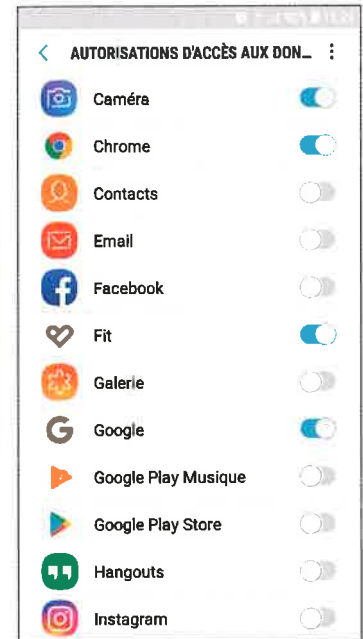 AUTORISATIONS D'ACCÈS AUX DON...
Caméra
Chrome
Contacts
Email
Facebook
Fit
Galerie
Google
Google Play Musique
Google Play Store
Hangouts
Instagram